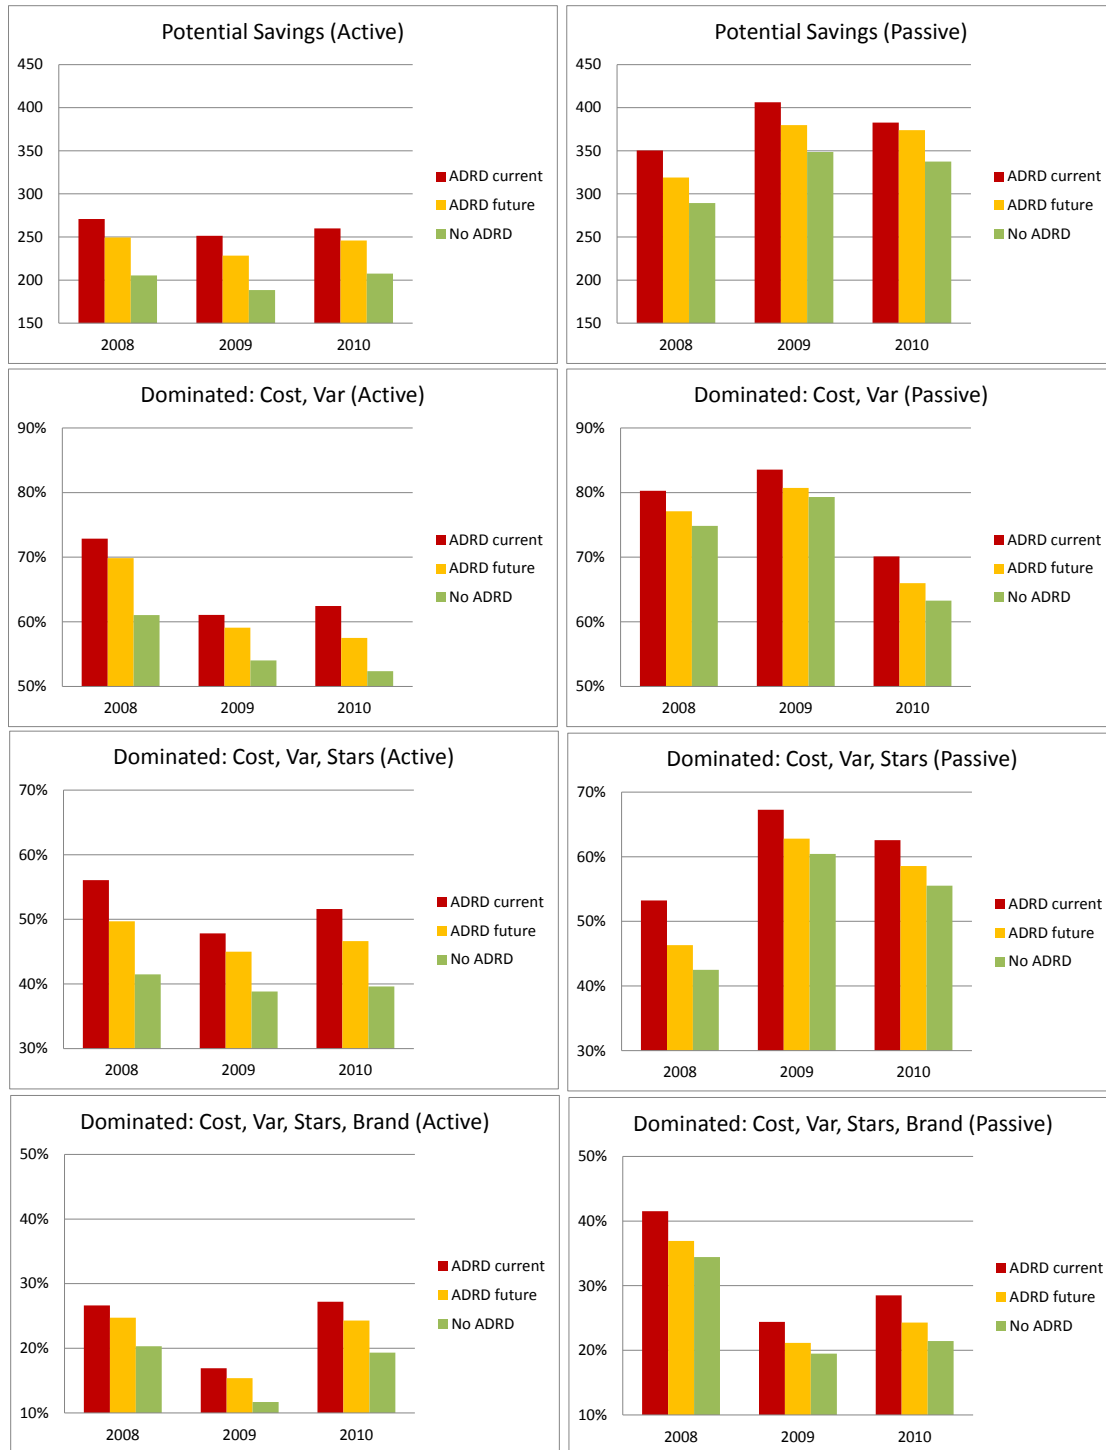 Potential Savings (Active)
450
400
350
300
250
200
150
2008
2009
2010
ADRD current
ADRD future
No ADRD
Potential Savings (Passive)
450
400
350
300
250
200
150
2008
2009
2010
ADRD current
ADRD future
No ADRD
Dominated: Cost, Var (Active)
90%
80%
70%
60%
50%
2008
2009
2010
ADRD current
ADRD future
No ADRD
Dominated: Cost, Var (Passive)
90%
80%
70%
60%
50%
2008
2009
2010
ADRD current
ADRD future
No ADRD
Dominated: Cost, Var, Stars (Active)
70%
60%
50%
40%
30%
2008
2009
2010
ADRD current
ADRD future
No ADRD
Dominated: Cost, Var, Stars (Passive)
70%
60%
50%
40%
30%
2008
2009
2010
ADRD current
ADRD future
No ADRD
Dominated: Cost, Var, Stars, Brand (Active)
50%
40%
30%
20%
10%
2008
2009
2010
ADRD current
ADRD future
No ADRD
Dominated: Cost, Var, Stars, Brand (Passive)
50%
40%
30%
20%
10%
2008
2009
2010
ADRD current
ADRD future
No ADRD